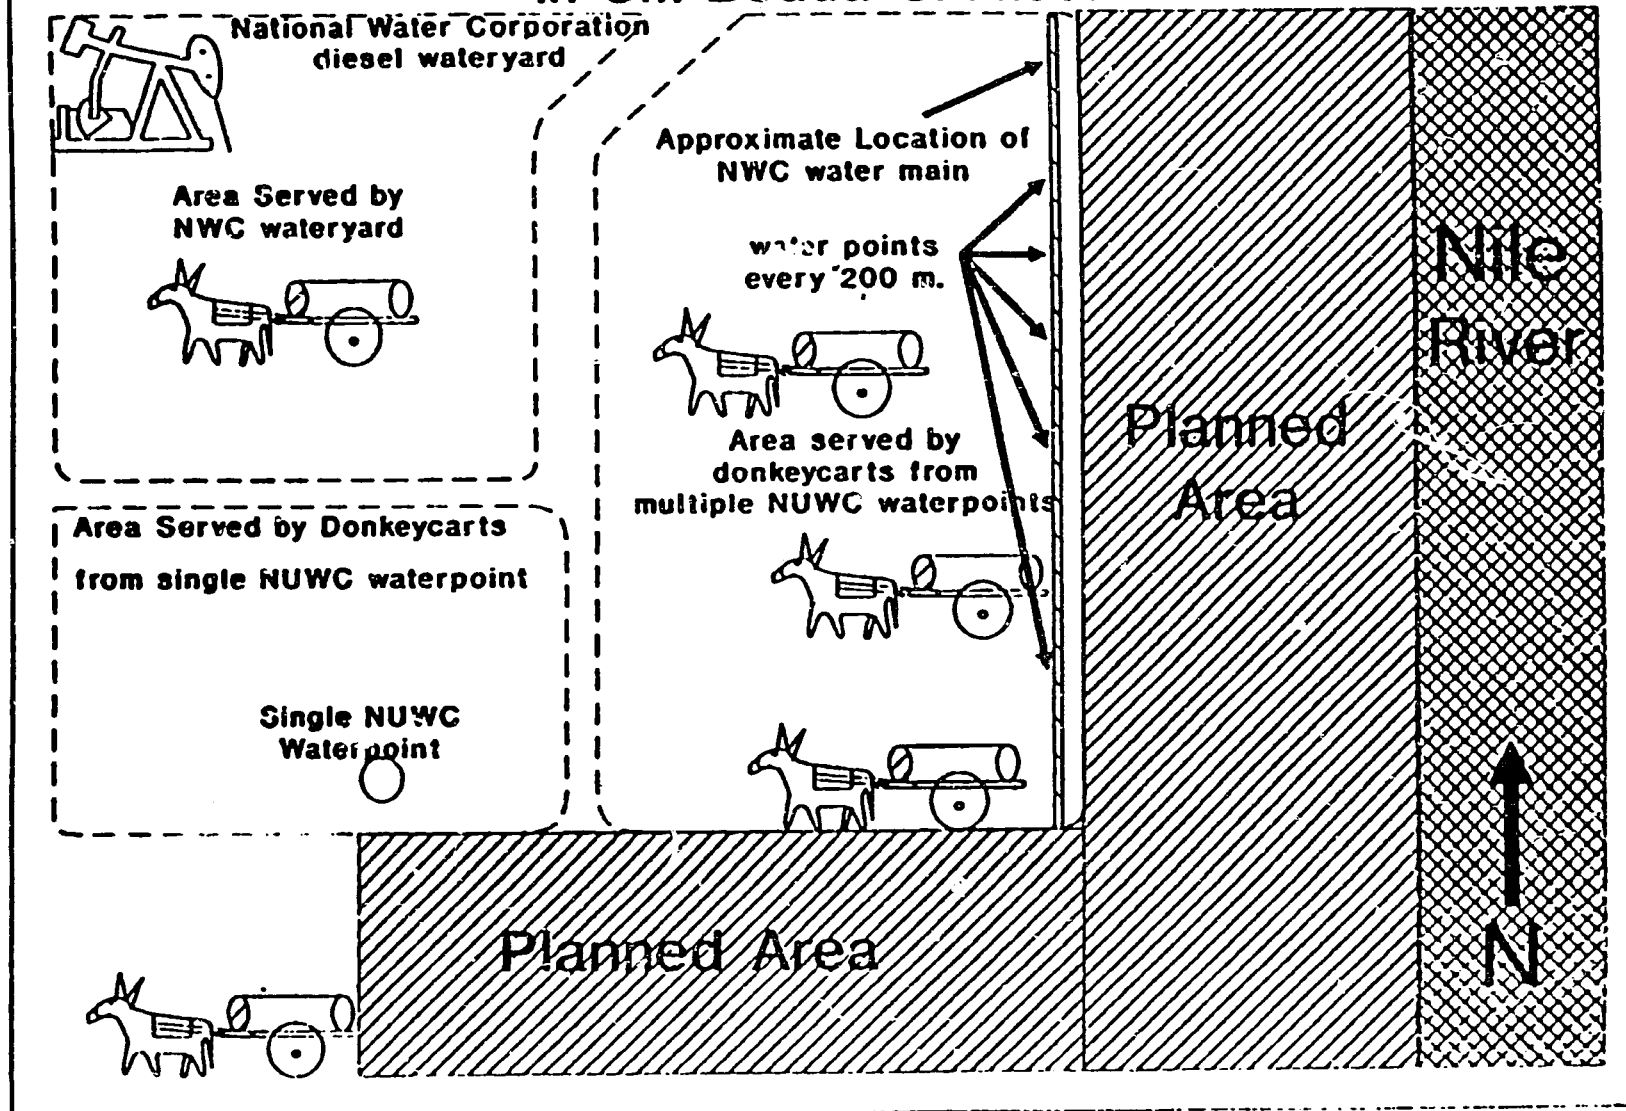 National Water Corporation
diesel wateryard
Approximate Location of
NWC water main
Area Served by
NWC wateryard
water points
every 200 m.
Nile
River
Planned
Area
Area served by
donkeycarts from
multiple NUWC waterpoints
Area Served by Donkeycarts
from single NUWC waterpoint
Single NUWC
Waterpoint
Planned Area
N